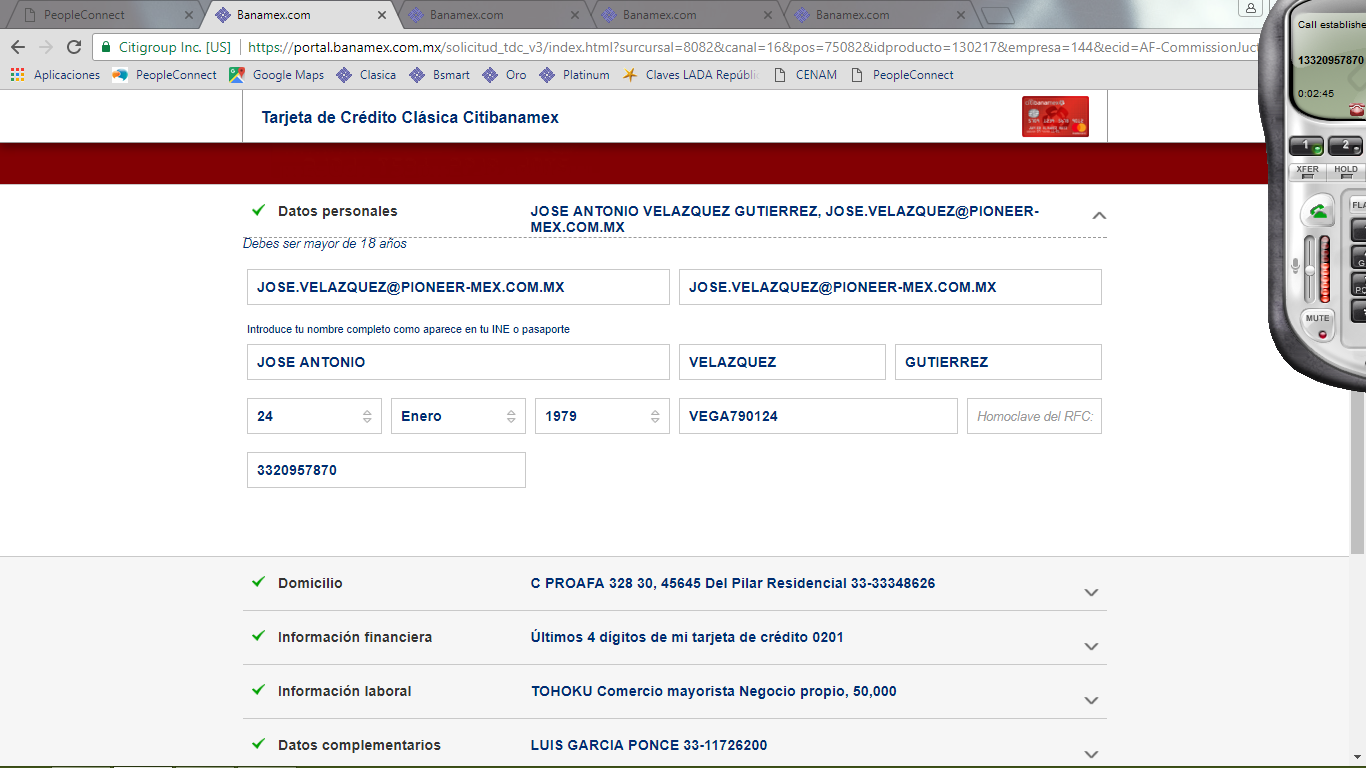 PeopleConnect
Banamex.com
Banamex.com
Banamex.com
Banamex.com
Citigroup Inc. [US]
https://portal.banamex.com.mx/solicitud_tdc_v3/index.html?surcursal=8082&canal=16&pos=75082&idproducto=130217&empresa=144&ecid=AF-CommissionJuct
Aplicaciones
PeopleConnect
Google Maps
Clasica
Bsmart
Oro
Platinum
Claves LADA Repúblic
CENAM
PeopleConnect
Call establishe
13320957870
0:02:45
1
2
XFER
HOLD
FLA
MUTE
Tarjeta de Crédito Clásica Citibanamex
citibanamex
Datos personales
JOSE ANTONIO VELAZQUEZ GUTIERREZ, JOSE.VELAZQUEZ@PIONEER-
MEX.COM.MX
Debes ser mayor de 18 años
JOSE.VELAZQUEZ@PIONEER-MEX.COM.MX
JOSE.VELAZQUEZ@PIONEER-MEX.COM.MX
Introduce tu nombre completo como aparece en tu INE o pasaporte
JOSE ANTONIO
VELAZQUEZ
GUTIERREZ
24
Enero
1979
VEGA790124
Homoclave del RFC:
3320957870
Domicilio
C PROAFA 328 30, 45645 Del Pilar Residencial 33-33348626
Información financiera
Últimos 4 dígitos de mi tarjeta de crédito 0201
Información laboral
TOHOKU Comercio mayorista Negocio propio, 50,000
Datos complementarios
LUIS GARCIA PONCE 33-11726200